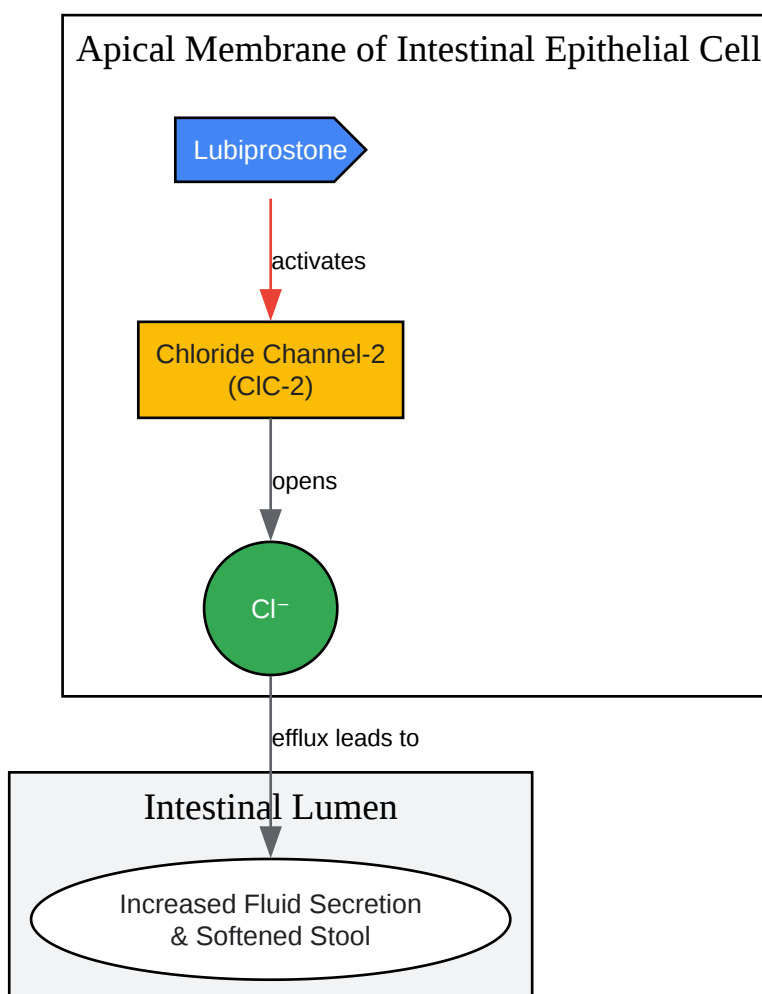 Apical Membrane of Intestinal Epithelial Cell
Lubiprostone
activates
Chloride Channel-2
(ClC-2)
opens
Cl⁻
efflux leads to
Intestinal Lumen
Increased Fluid Secretion
& Softened Stool